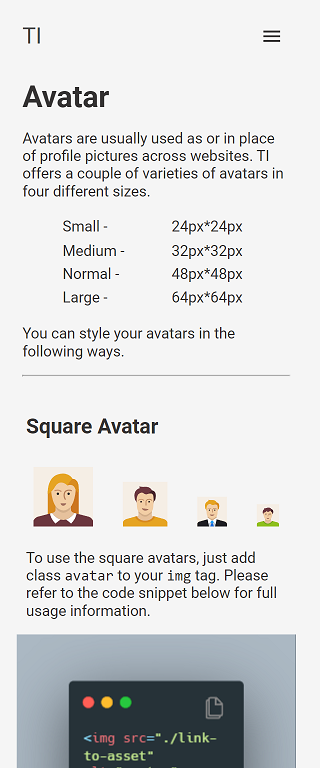 TI
Avatar
Avatars are usually used as or in place
of profile pictures across websites. TI
offers a couple of varieties of avatars in
four different sizes.
Small - 24px*24px
Medium - 32px*32px
Normal - 48px*48px
Large - 64px*64px
You can style your avatars in the
following ways.
Square Avatar
To use the square avatars, just add
class avatar to your img tag. Please
refer to the code snippet below for full
usage information.
<img src="./link-
to-asset"